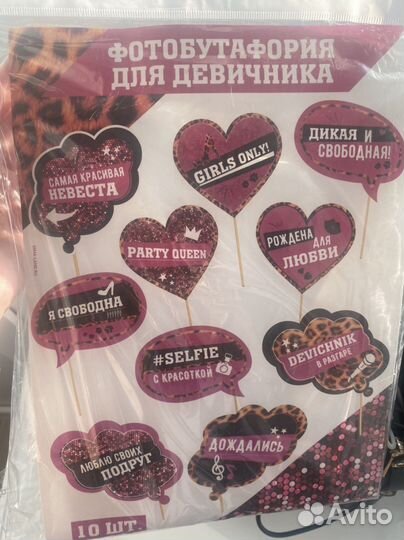 ФОТОБУТАФОРИЯ
ДЛЯ ДЕВИЧНИКА
САМАЯ КРАСИВАЯ
НЕВЕСТА
GIRLS ONLY!
ДИКАЯ И
СВОБОДНАЯ!
PARTY QUEEN
РОЖДЕНА ДЛЯ
ЛЮБВИ
Я СВОБОДНА
!!!!!
#SELFIE
С КРАСОТКОЙ
DEVICHNIK
В РАЗГАРЕ
ЛЮБЛЮ СВОИХ
ПОДРУГ
ДОЖДАЛИСЬ
10 ШТ.
Avito